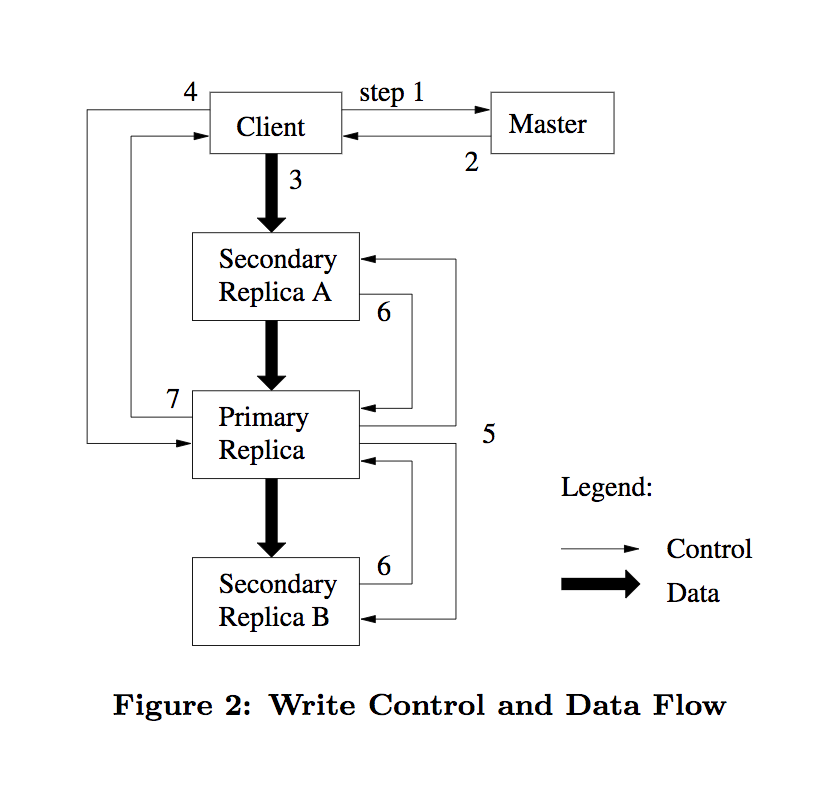 4
step 1
Client
Master
2
3
Secondary
Replica A
6
7
Primary
Replica
5
Legend:
Control
Data
6
Secondary
Replica B
Figure 2: Write Control and Data Flow